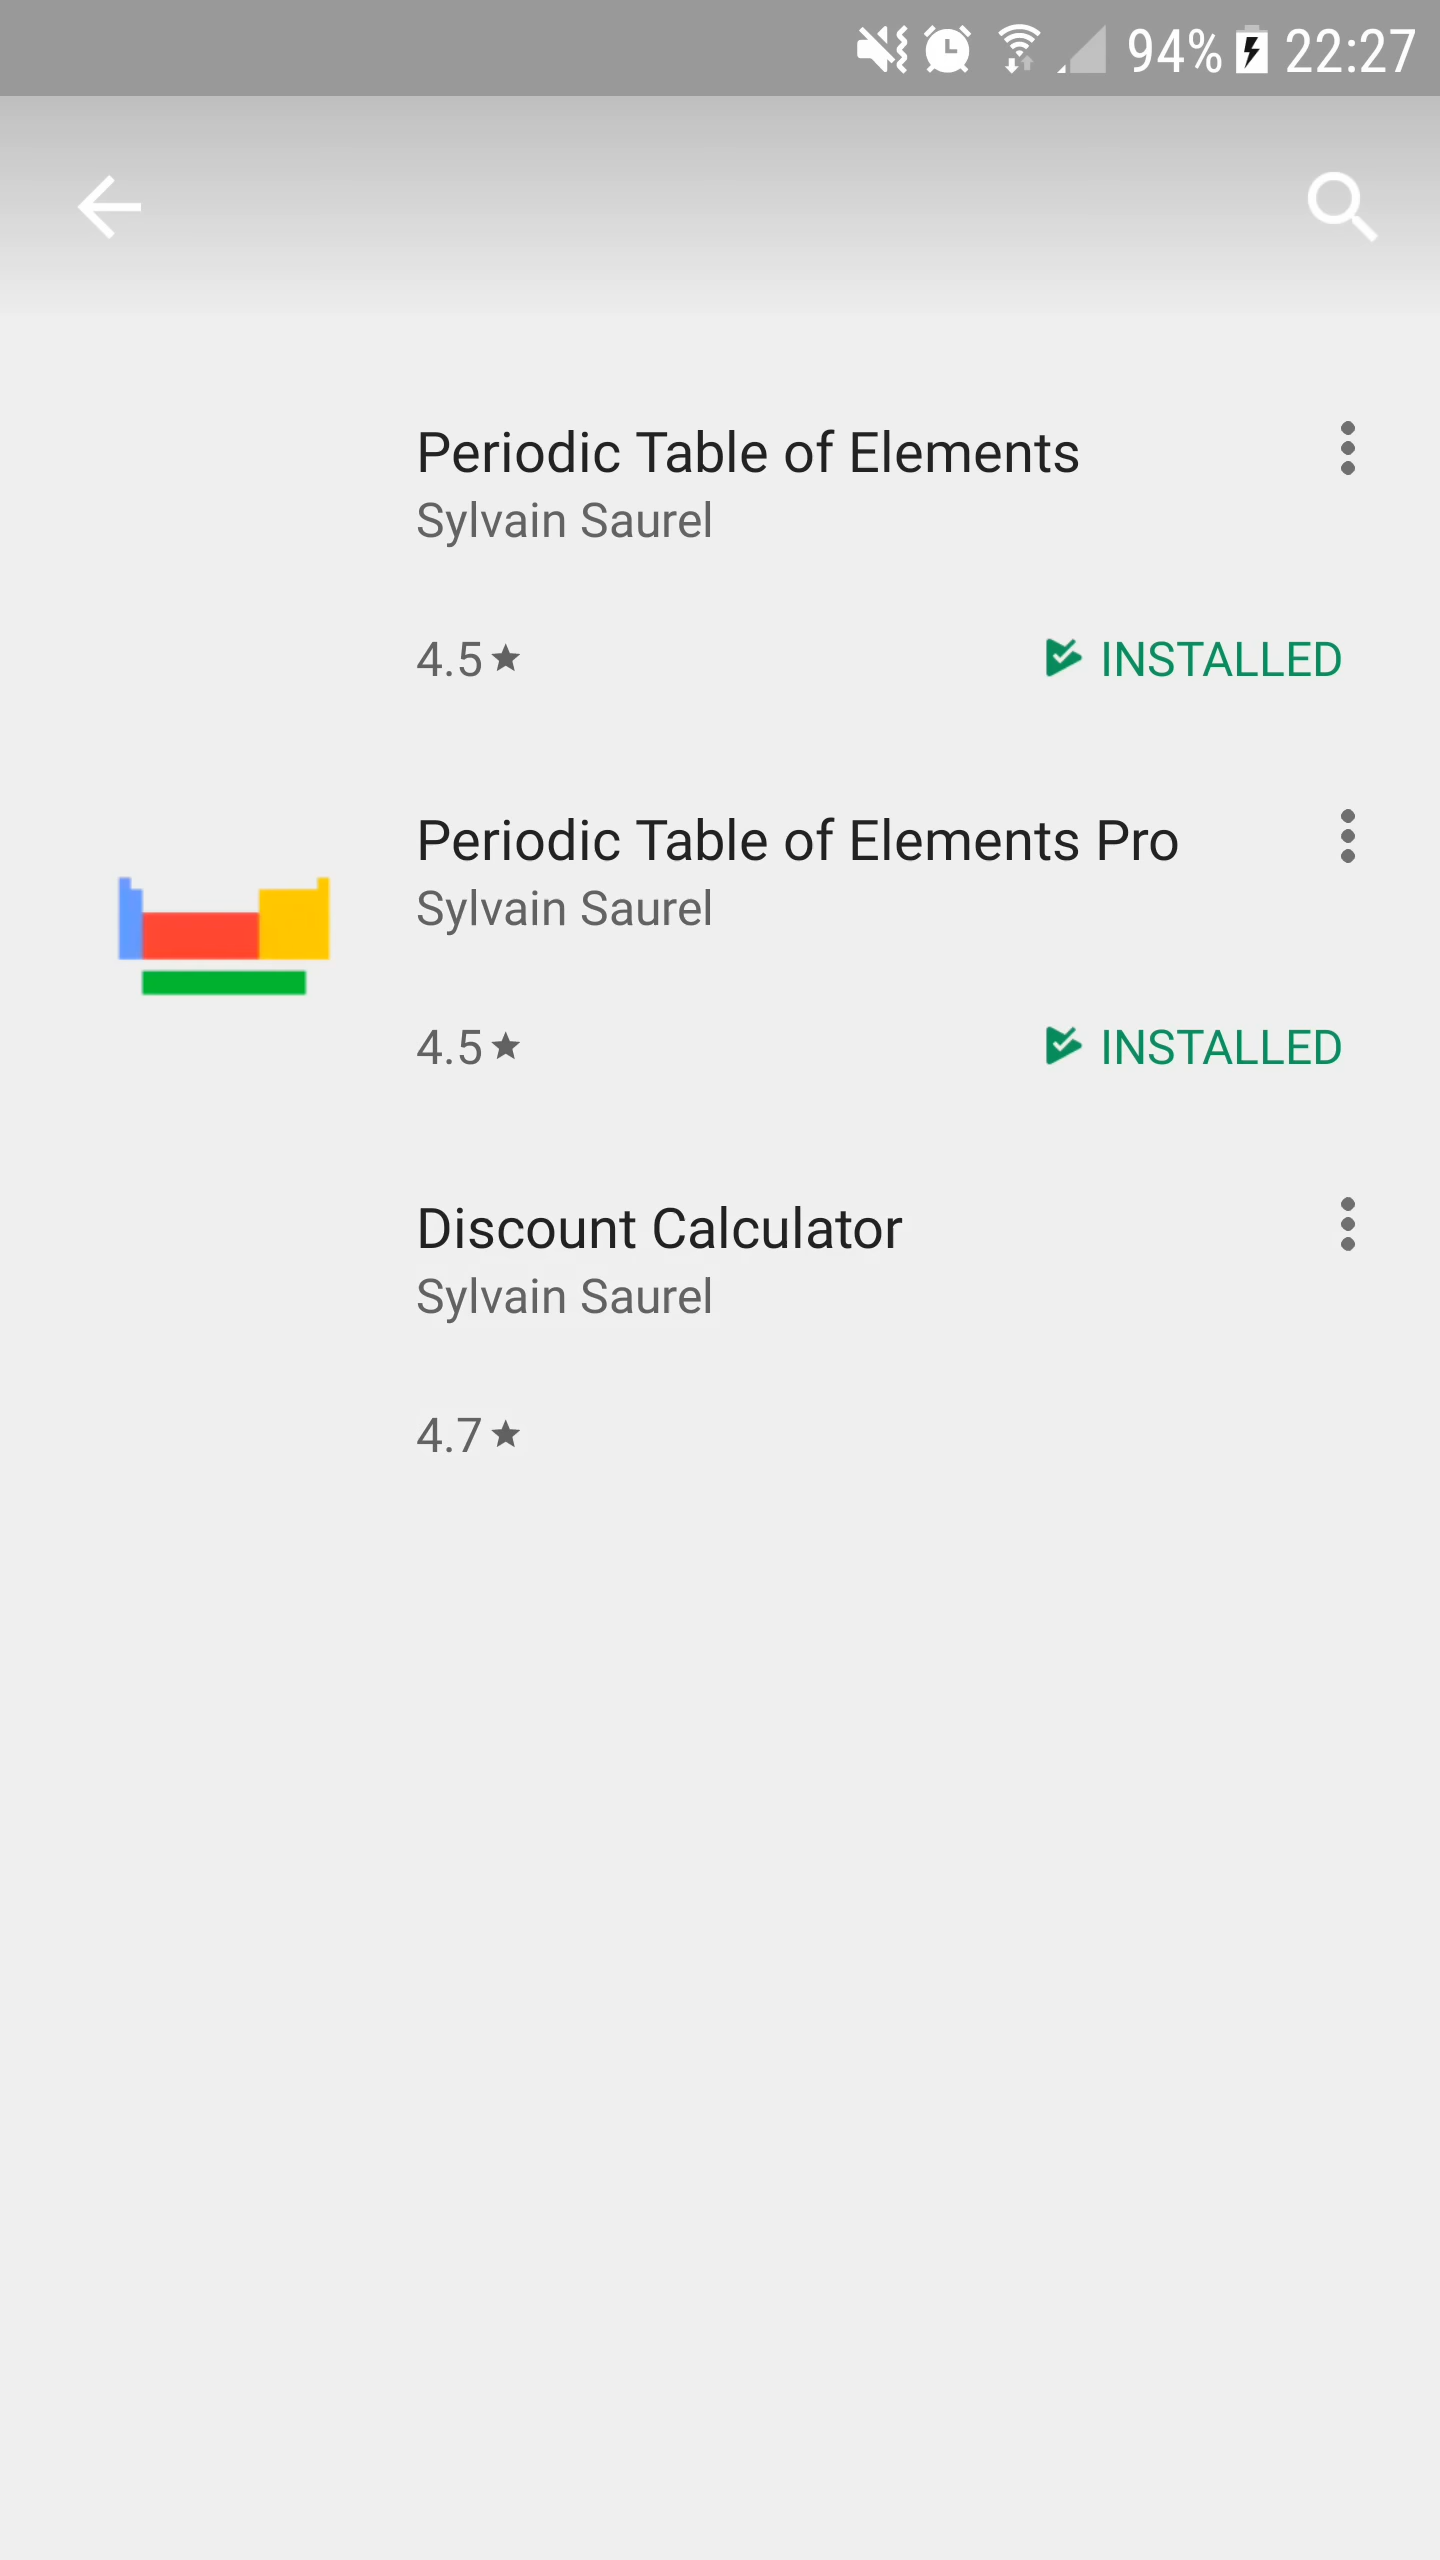 94% 22:27
Periodic Table of Elements
Sylvain Saurel
4.5 ★ INSTALLED
Periodic Table of Elements Pro
Sylvain Saurel
4.5 ★ INSTALLED
Discount Calculator
Sylvain Saurel
4.7 ★